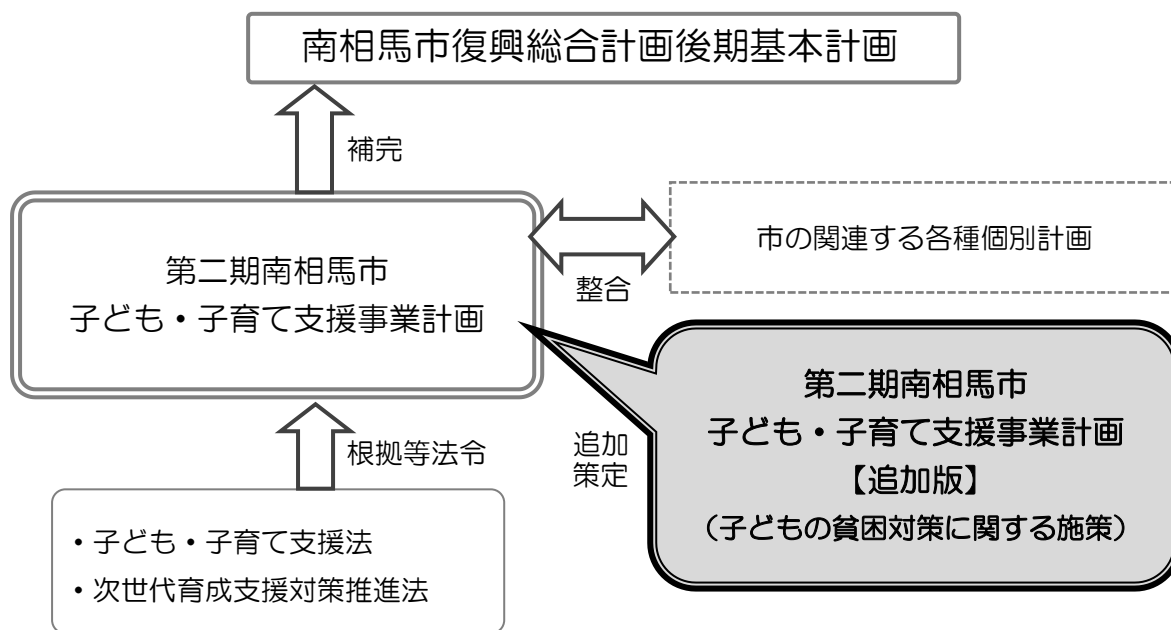 南相馬市復興総合計画後期基本計画
補完
第二期南相馬市
子ども・子育て支援事業計画
整合
市の関連する各種個別計画
追加
策定
第二期南相馬市
子ども・子育て支援事業計画
【追加版】
（子どもの貧困対策に関する施策）
根拠等法令
・子ども・子育て支援法
・次世代育成支援対策推進法